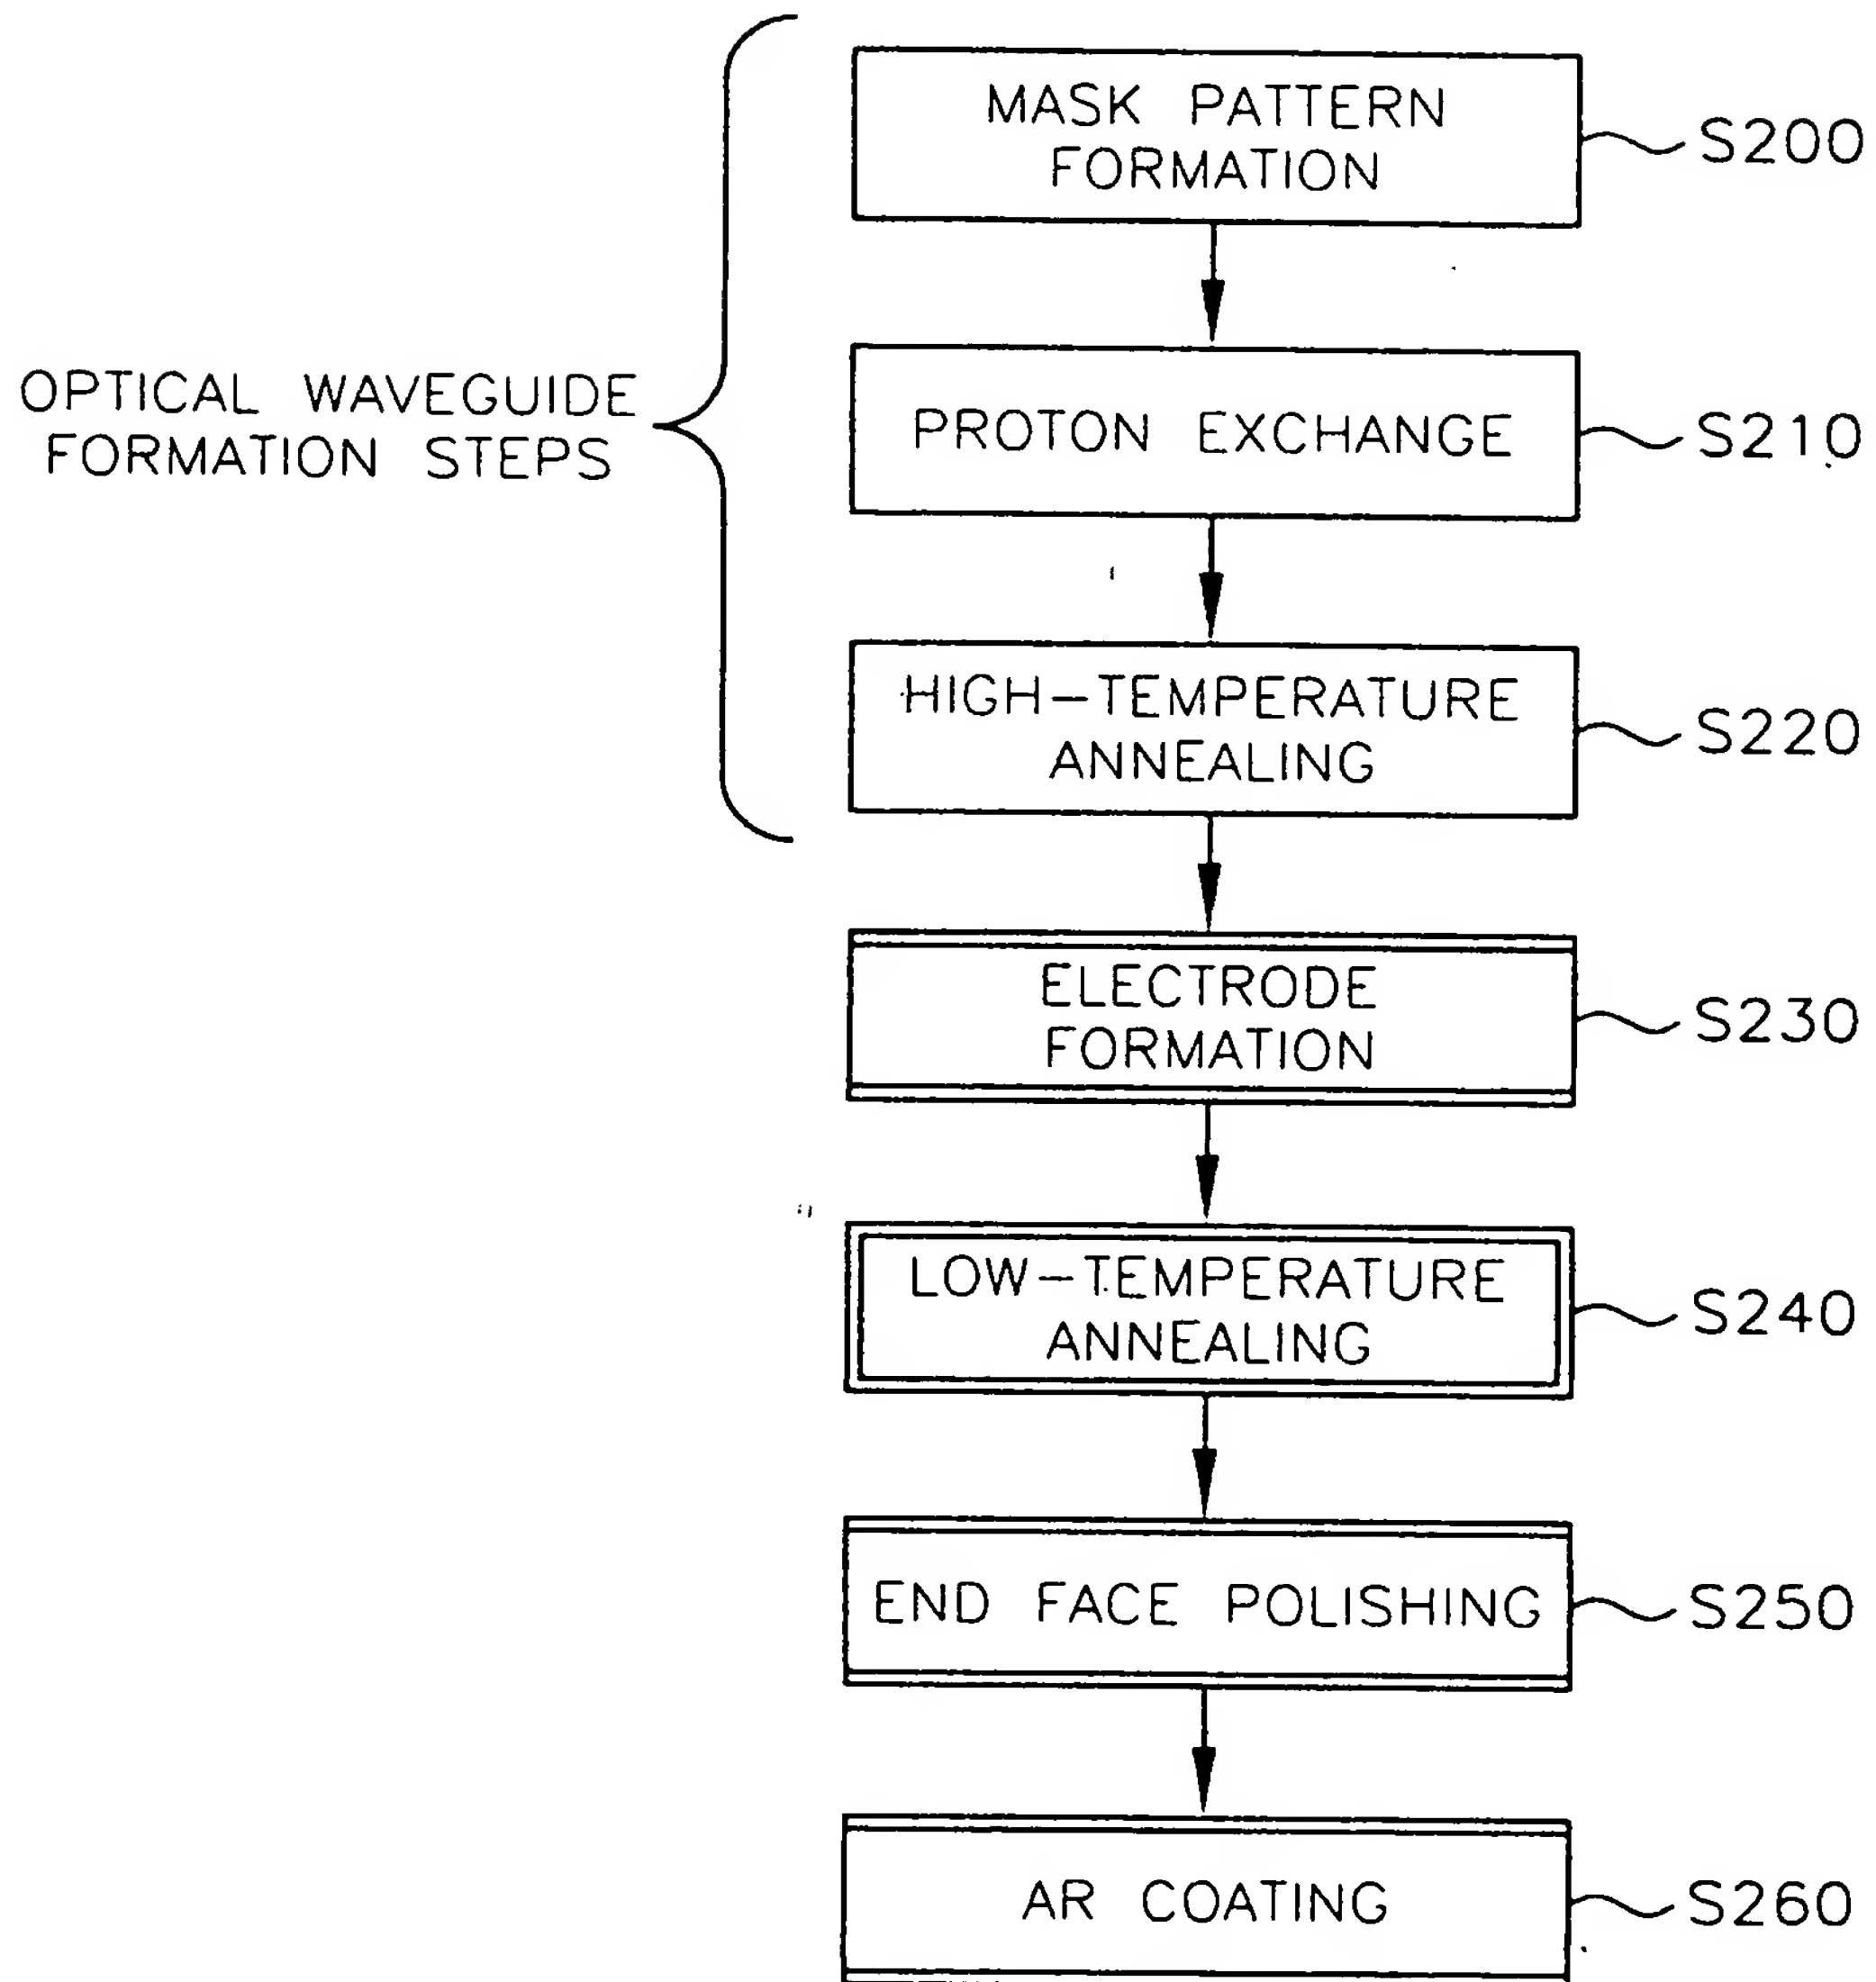 MASK PATTERN
FORMATION
S200
OPTICAL WAVEGUIDE
FORMATION STEPS
PROTON EXCHANGE
S210
HIGH-TEMPERATURE
ANNEALING
S220
ELECTRODE
FORMATION
S230
LOW-TEMPERATURE
ANNEALING
S240
END FACE POLISHING
S250
AR COATING
S260